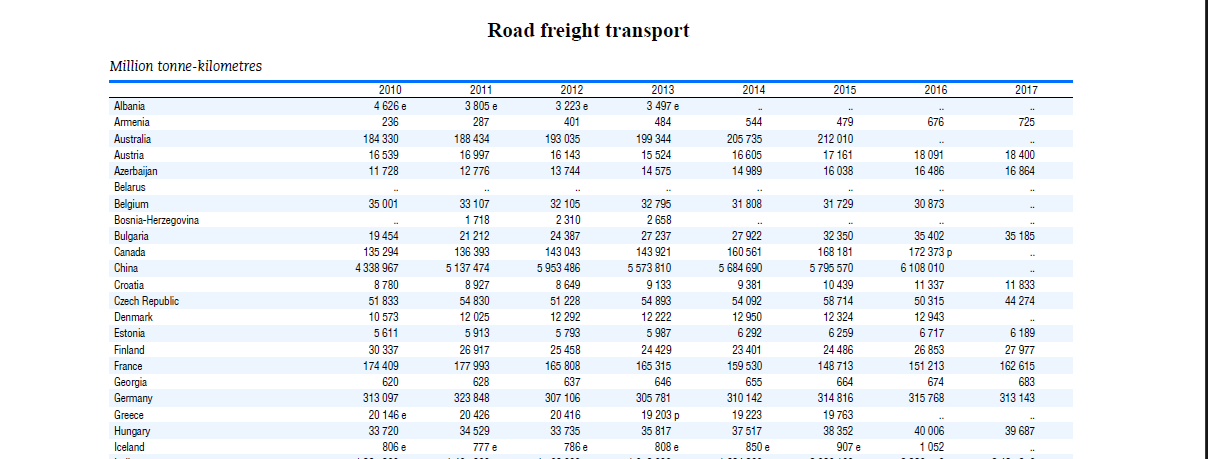 Road freight transport
Million tonne-kilometres
2010 2011 2012 2013 2014 2015 2016 2017
Albania 4 626 e 3 805 e 3 223 e 3 497 e .. .. .. ..
Armenia 236 287 401 484 544 479 676 725
Australia 184 330 188 434 193 035 199 344 205 735 212 010 .. ..
Austria 16 539 16 997 16 143 15 524 16 605 17 161 18 091 18 400
Azerbaijan 11 728 12 776 13 744 14 575 14 989 16 038 16 486 16 864
Belarus .. .. .. .. .. .. .. ..
Belgium 35 001 33 107 32 105 32 795 31 808 31 729 30 873 ..
Bosnia-Herzegovina .. 1 718 2 310 2 658 .. .. .. ..
Bulgaria 19 454 21 212 24 387 27 237 27 922 32 350 35 402 35 185
Canada 135 294 136 393 143 043 143 921 160 561 168 181 172 373 p ..
China 4 338 967 5 137 474 5 953 486 5 573 810 5 684 690 5 795 570 6 108 010 ..
Croatia 8 780 8 927 8 649 9 133 9 381 10 439 11 337 11 833
Czech Republic 51 833 54 830 51 228 54 893 54 092 58 714 50 315 44 274
Denmark 10 573 12 025 12 292 12 222 12 950 12 324 12 943 ..
Estonia 5 611 5 913 5 793 5 987 6 292 6 259 6 717 6 189
Finland 30 337 26 917 25 458 24 429 23 401 24 486 26 853 27 977
France 174 409 177 993 165 808 165 315 159 530 148 713 151 213 162 615
Georgia 620 628 637 646 655 664 674 683
Germany 313 097 323 848 307 106 305 781 310 142 314 816 315 768 313 143
Greece 20 146 e 20 426 20 416 19 203 p 19 223 19 763 .. ..
Hungary 33 720 34 529 33 735 35 817 37 517 38 352 40 006 39 687
Iceland 806 e 777 e 786 e 808 e 850 e 907 e 1 052 ..